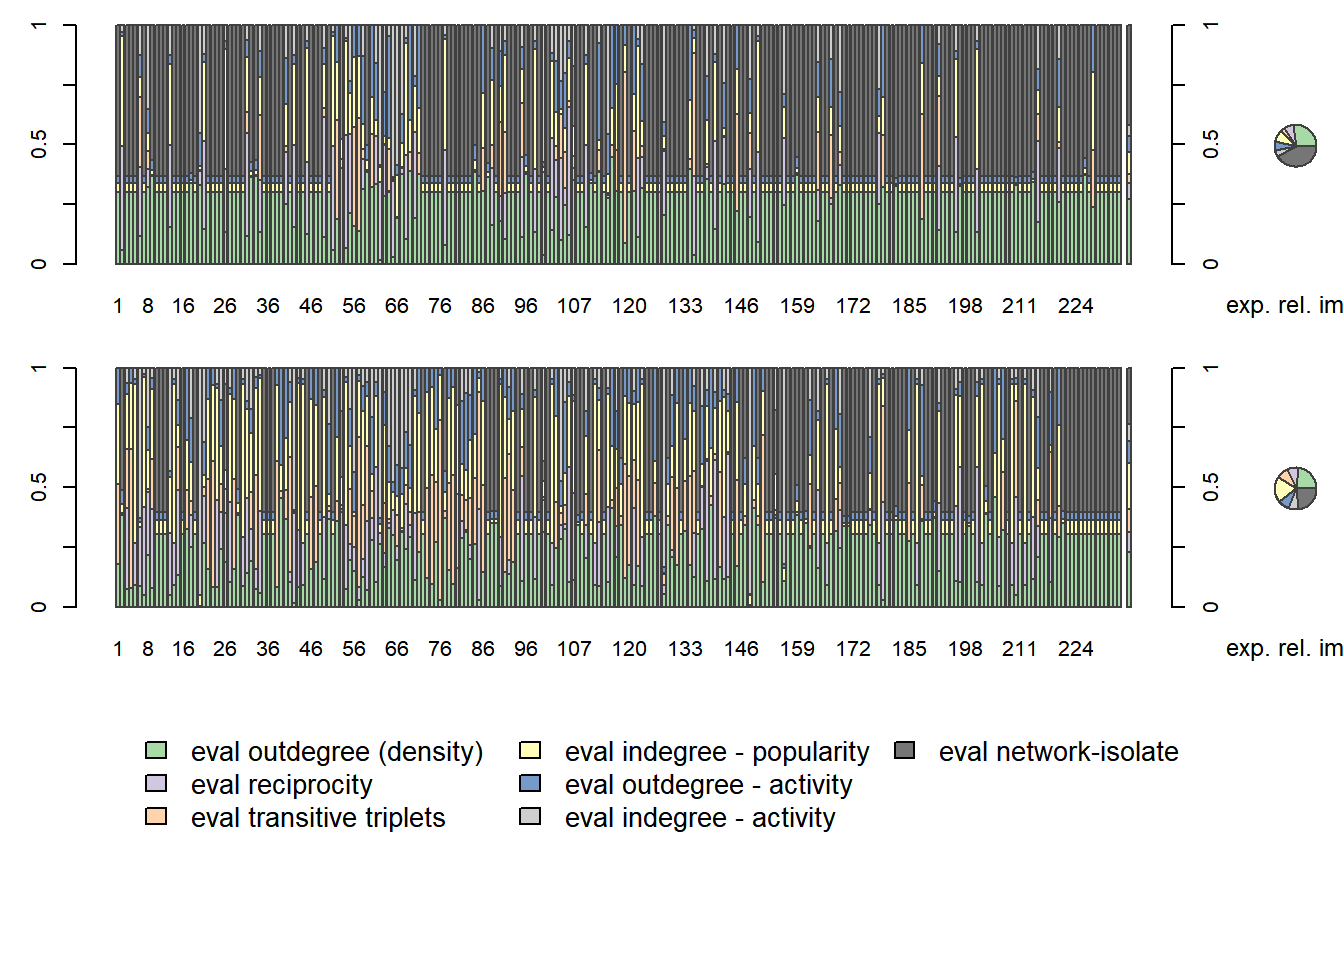 1
0.5
0
1 8 16 26 36 46 56 66 76 86 96 107 120 133 146 159 172 185 198 211 224
1
0.5
0
exp. rel. im
1
0.5
0
1 8 16 26 36 46 56 66 76 86 96 107 120 133 146 159 172 185 198 211 224
1
0.5
0
exp. rel. im
eval outdegree (density)
eval reciprocity
eval transitive triplets
eval indegree - popularity
eval outdegree - activity
eval indegree - activity
eval network-isolate